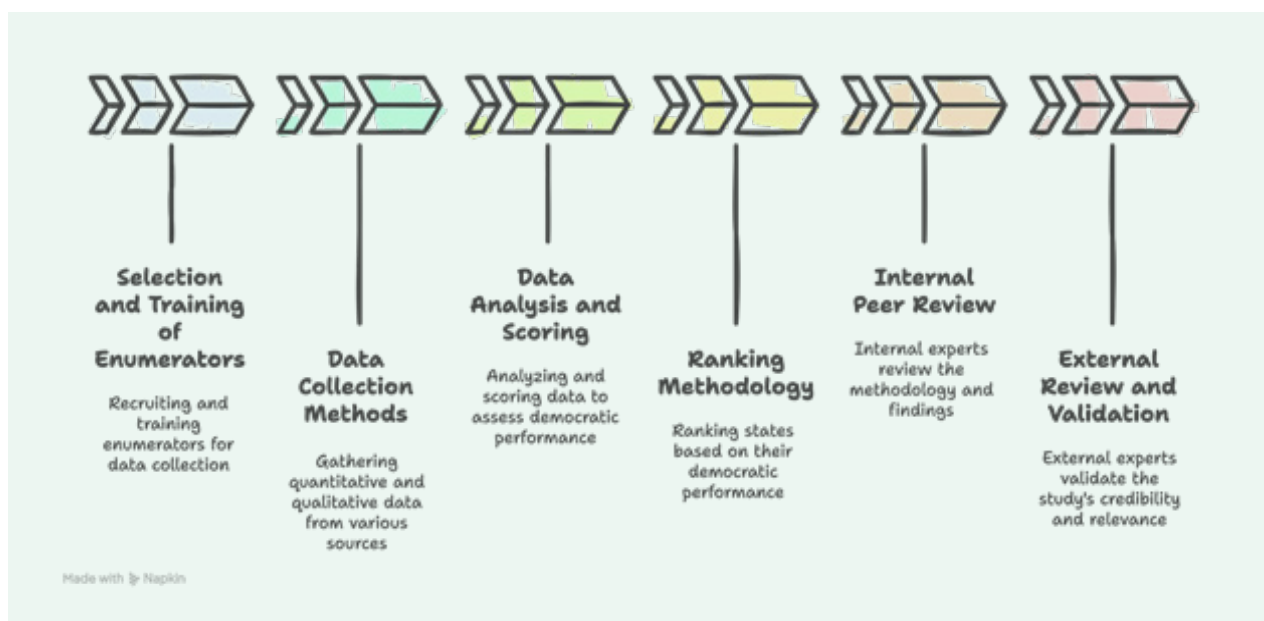 Selection
and Training
of
Enumerators
Recruiting and
training
enumerators for
data collection
Data
Collection
Methods
Gathering
quantitative and
qualitative data
from various
sources
Data
Analysis and
Scoring
Analyzing and
scoring data to
assess democratic
performance
Ranking
Methodology
Ranking states
based on their
democratic
performance
Internal
Peer Review
Internal experts
review the
methodology and
findings
External
Review and
Validation
External experts
validate the
study's credibility
and relevance
Made with Napkin